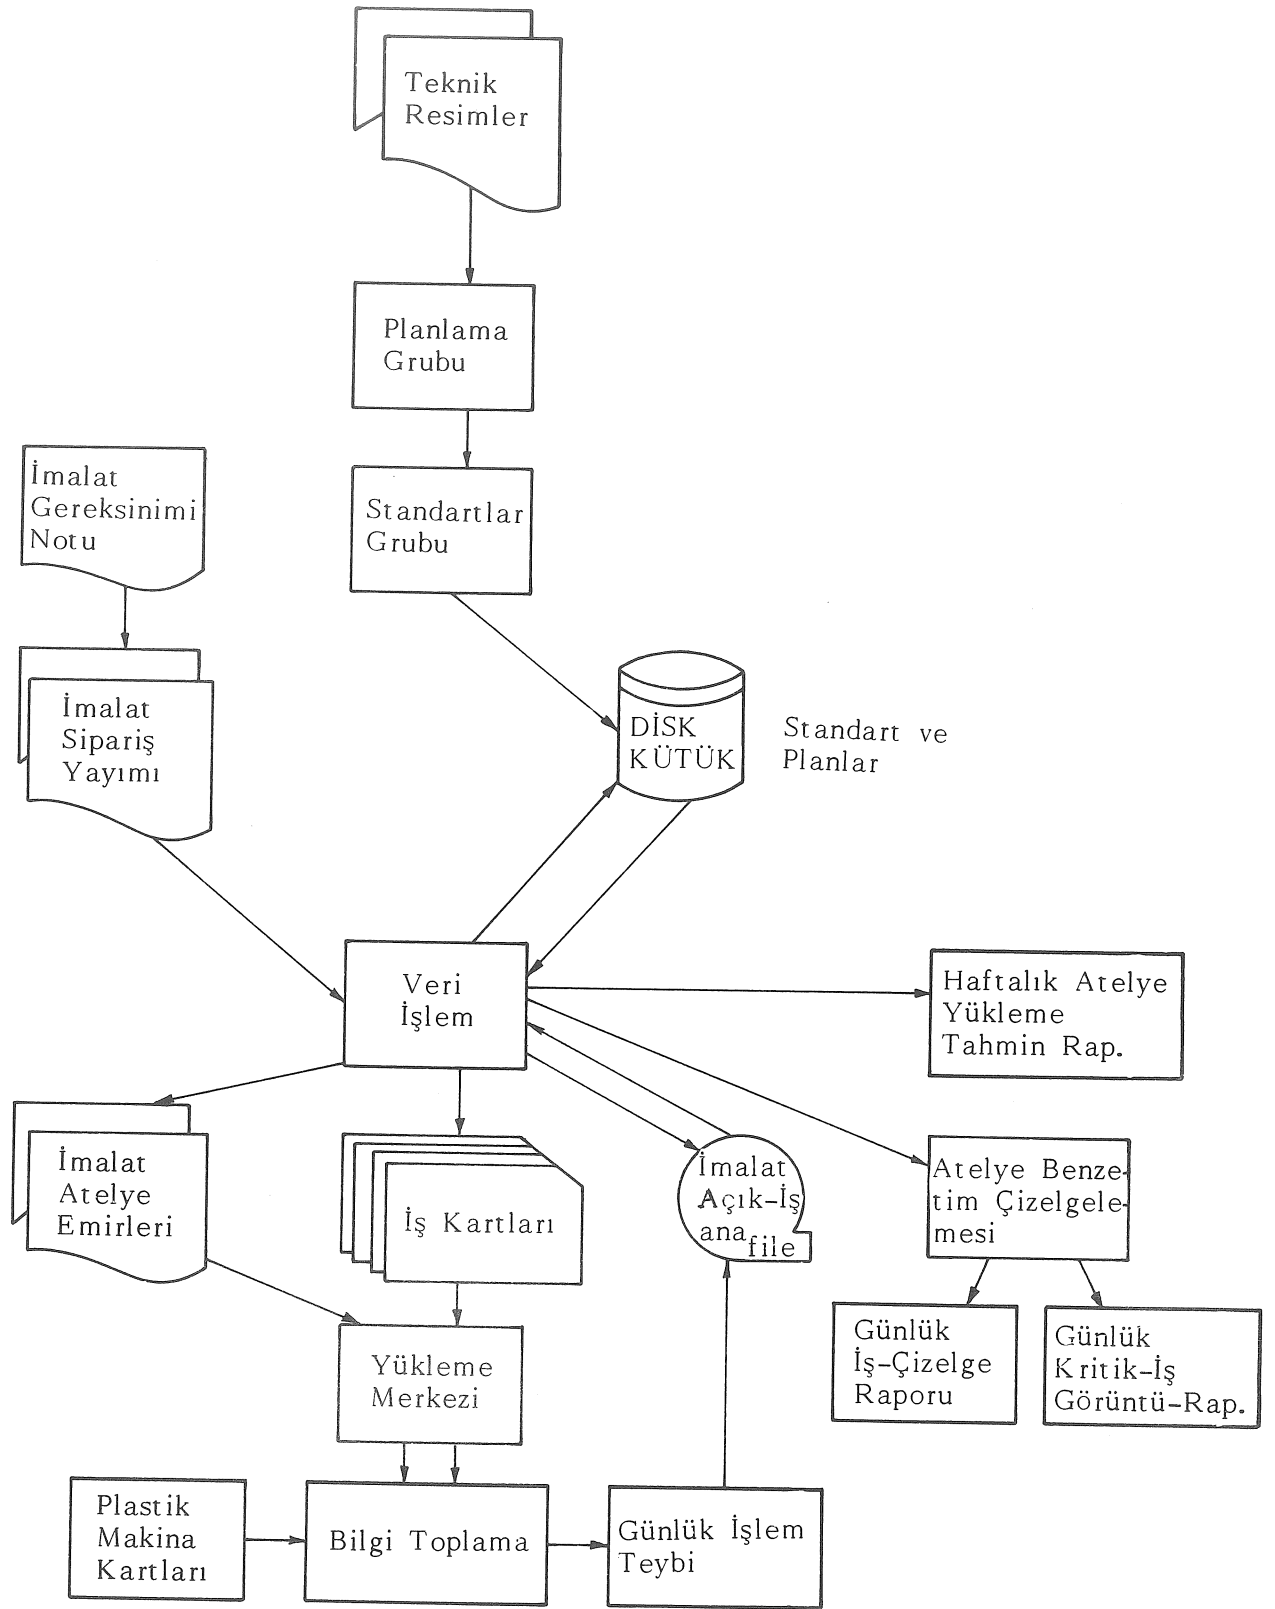 Teknik
Resimler
Planlama
Grubu
İmalat
Gereksinimi
Notu
Standartlar
Grubu
İmalat
Sipariş
Yayımı
DİSK
KÜTÜK
Standart ve
Planlar
Veri
İşlem
Haftalık Atelye
Yükleme
Tahmin Rap.
İmalat
Atelye
Emirleri
İş Kartları
İmalat
Açık-İş
ana file
Atelye Benze-
tim Çizelgele-
mesi
Yükleme
Merkezi
Günlük
İş-Çizelge
Raporu
Günlük
Kritik-İş
Görüntü-Rap.
Plastik
Makina
Kartları
Bilgi Toplama
Günlük İşlem
Teybi